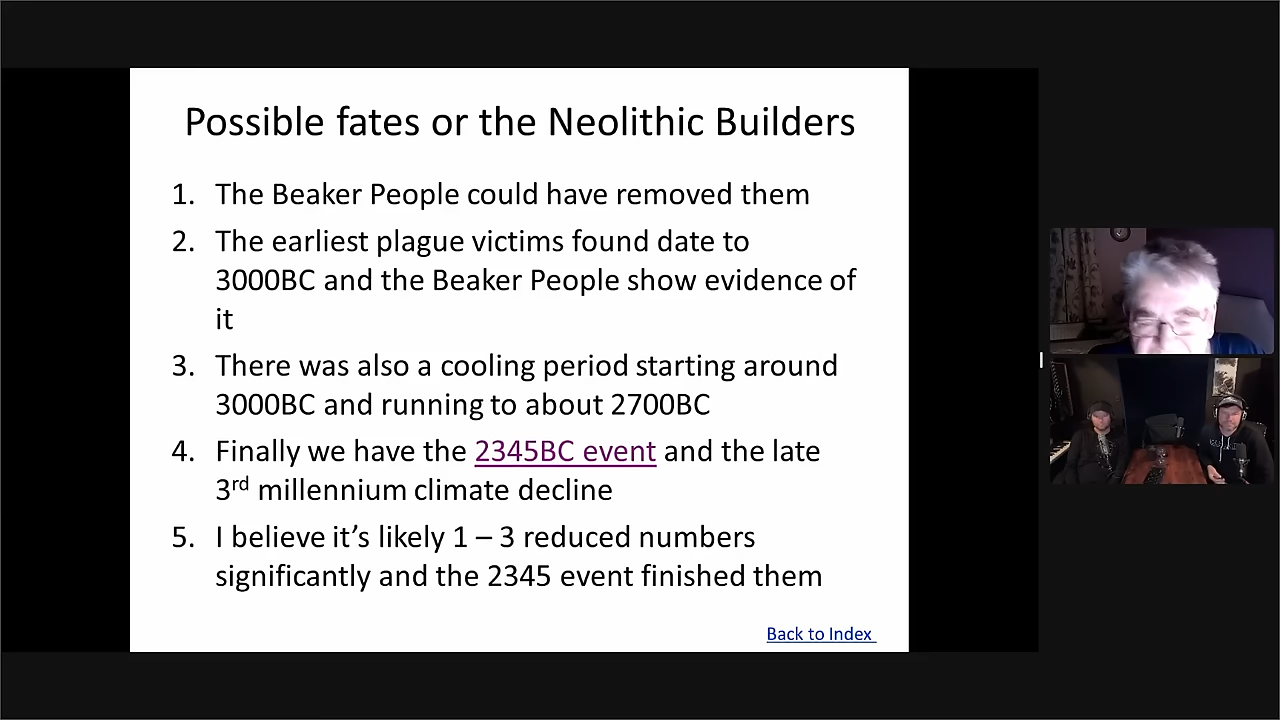 Possible fates or the Neolithic Builders
1. The Beaker People could have removed them
2. The earliest plague victims found date to
3000BC and the Beaker People show evidence of
it
3. There was also a cooling period starting around
3000BC and running to about 2700BC
4. Finally we have the 2345BC event and the late
3rd millennium climate decline
5. I believe it’s likely 1 – 3 reduced numbers
significantly and the 2345 event finished them
Back to Index